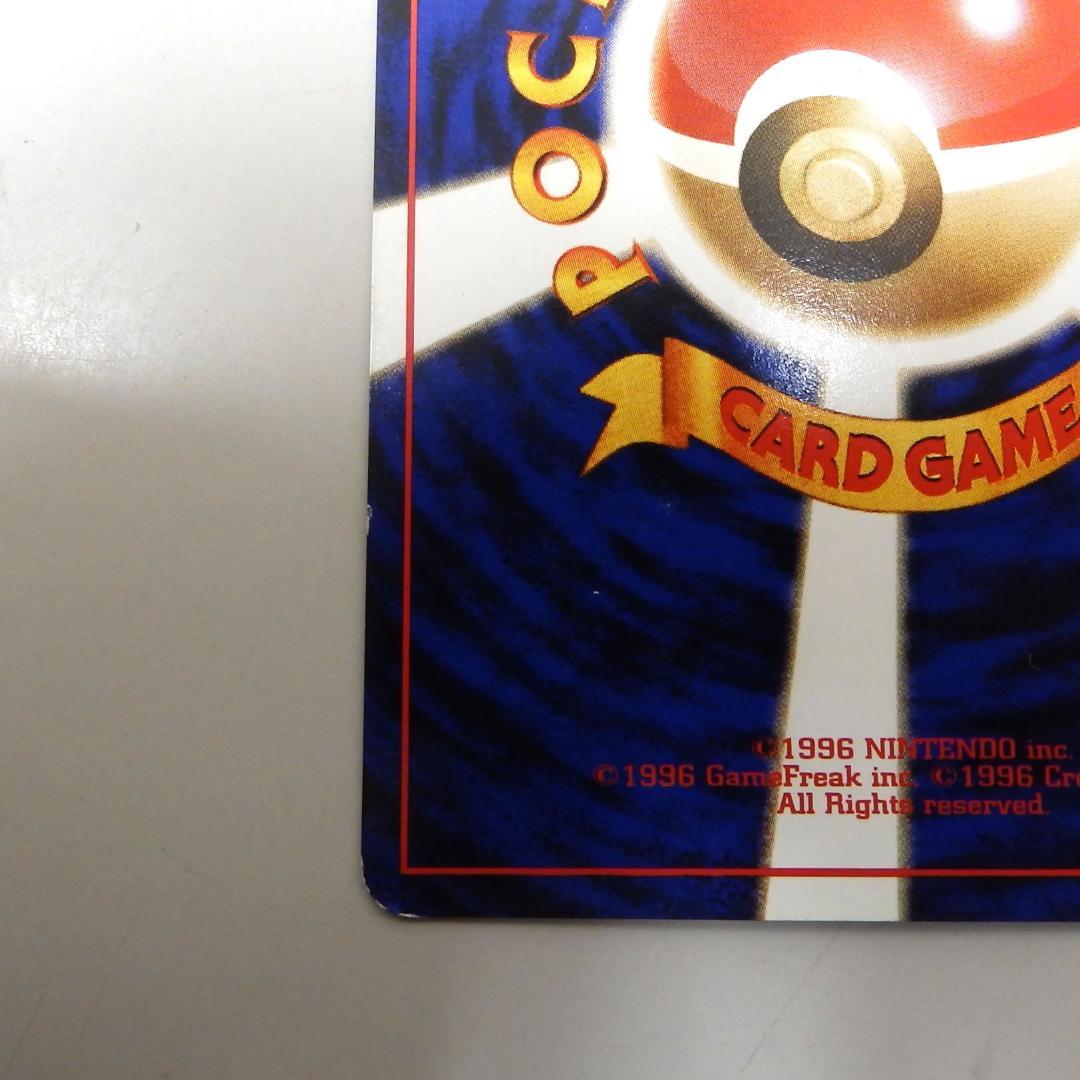 POC
CARD GAME
©1996 NINTENDO inc.
©1996 GameFreak inc. ©1996 Cr
All Rights reserved.